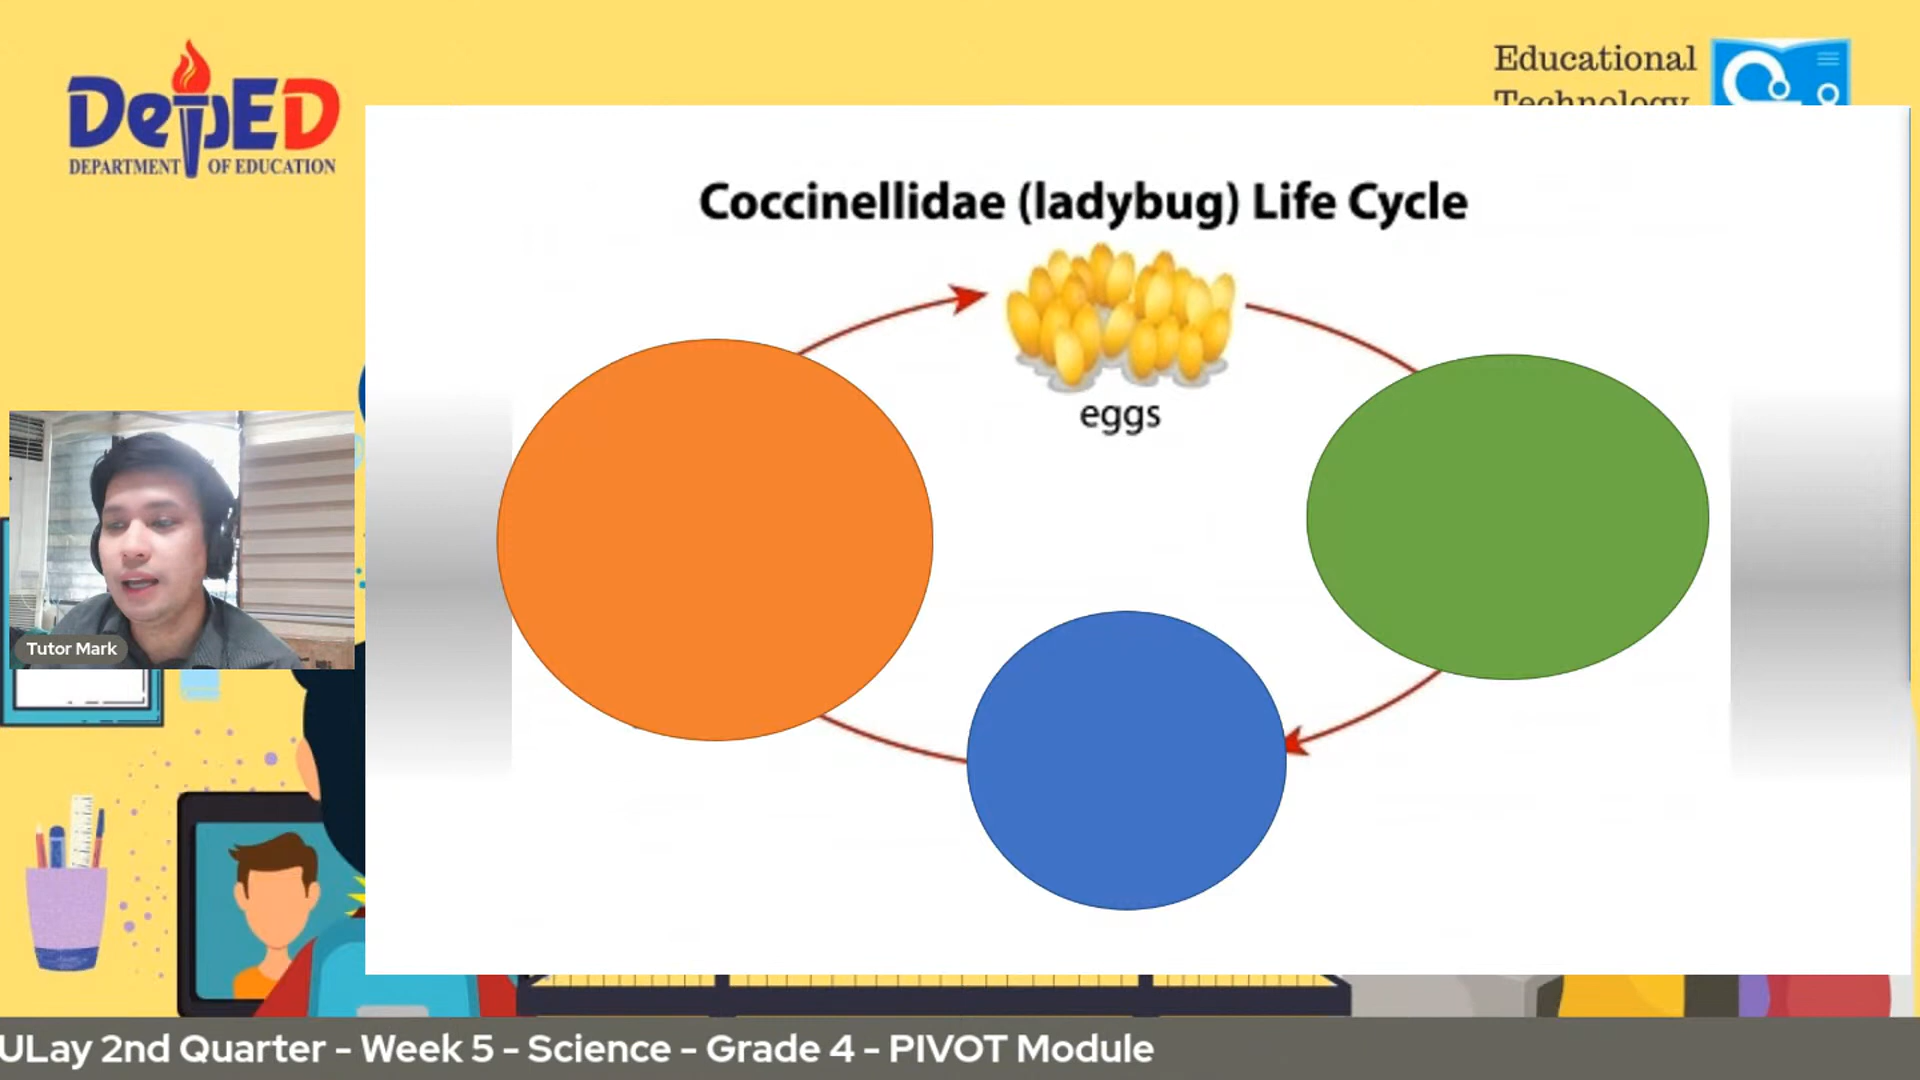 DepED
DEPARTMENT OF EDUCATION
Educational
Technology
Coccinellidae (ladybug) Life Cycle
eggs
Tutor Mark
ULay 2nd Quarter - Week 5 - Science - Grade 4 - PIVOT Module